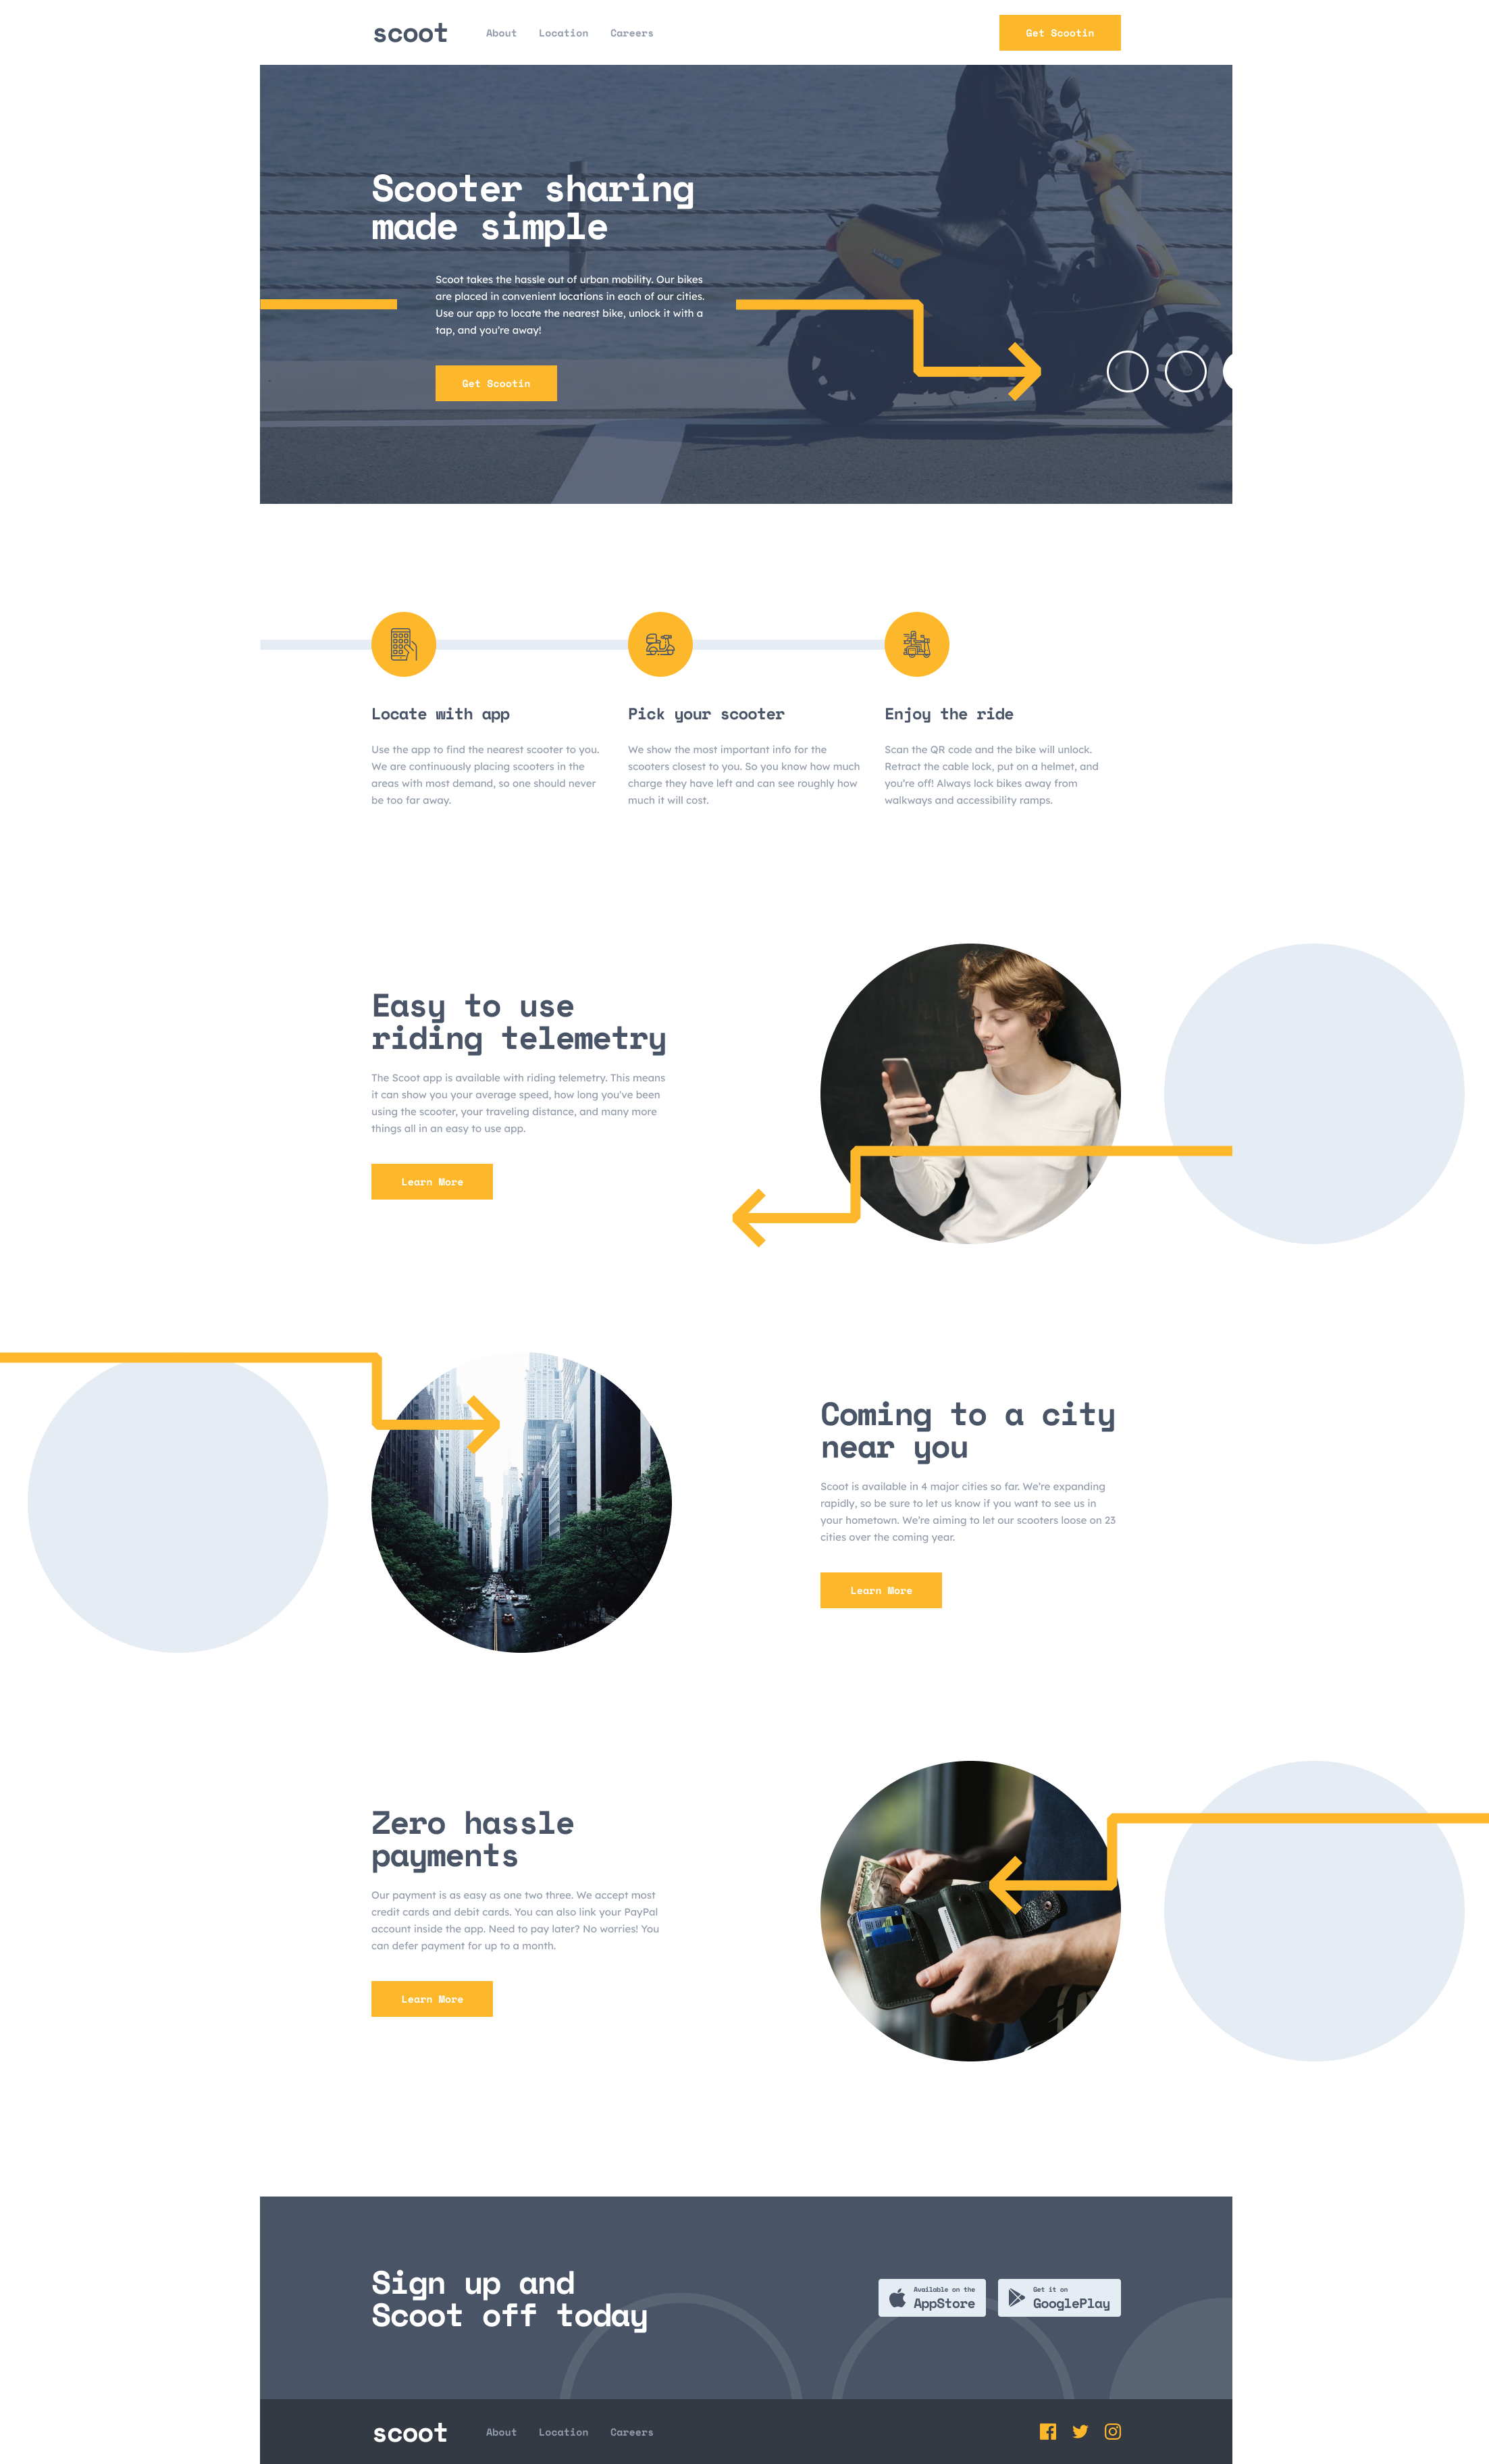 scoot
About
Location
Careers
Get Scootin
Scooter sharing
made simple
Scoot takes the hassle out of urban mobility. Our bikes
are placed in convenient locations in each of our cities.
Use our app to locate the nearest bike, unlock it with a
tap, and you're away!
Get Scootin
Locate with app
Use the app to find the nearest scooter to you.
We are continuously placing scooters in the
areas with most demand, so one should never
be too far away.
Pick your scooter
We show the most important info for the
scooters closest to you. So you know how much
charge they have left and can see roughly how
much it will cost.
Enjoy the ride
Scan the QR code and the bike will unlock.
Retract the cable lock, put on a helmet, and
you're off! Always lock bikes away from
walkways and accessibility ramps.
Easy to use
riding telemetry
The Scoot app is available with riding telemetry. This means
it can show you your average speed, how long you've been
using the scooter, your traveling distance, and many more
things all in an easy to use app.
Learn More
Coming to a city
near you
Scoot is available in 4 major cities so far. We're expanding
rapidly, so be sure to let us know if you want to see us in
your hometown. We're aiming to let our scooters loose on 23
cities over the coming year.
Learn More
Zero hassle
payments
Our payment is as easy as one two three. We accept most
credit cards and debit cards. You can also link your PayPal
account inside the app. Need to pay later? No worries! You
can defer payment for up to a month.
Learn More
Sign up and
Scoot off today
Available on the
AppStore
Get it on
GooglePlay
scoot
About
Location
Careers